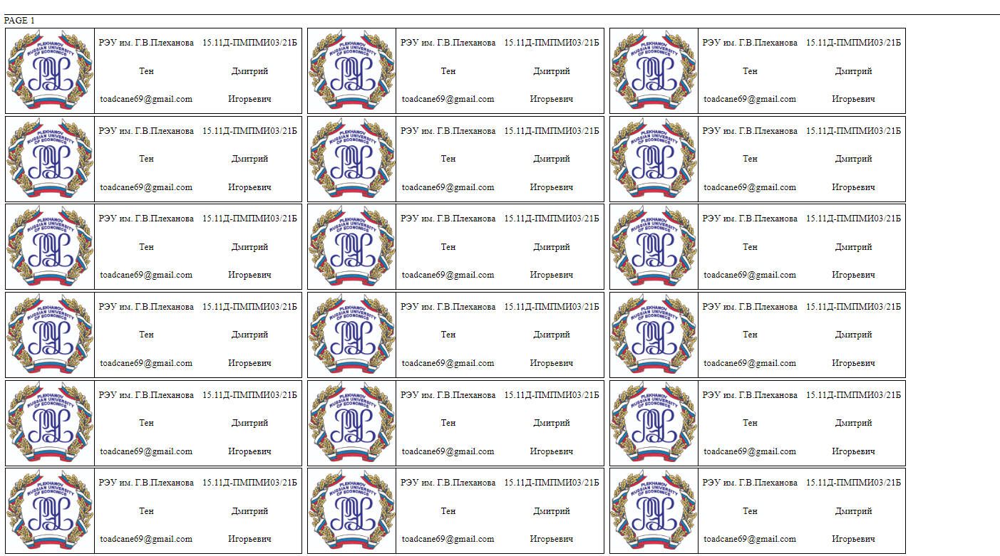 PAGE 1
PLEKHANOV PLEKHANOV PLEKHANOV
RUSSIAN UNIVERSITY RUSSIAN UNIVERSITY RUSSIAN UNIVERSITY
OF ECONOMICS OF ECONOMICS OF ECONOMICS
РЭУ им. Г.В.Плеханова 15.11Д-ПМПМИ03/21Б РЭУ им. Г.В.Плеханова 15.11Д-ПМПМИ03/21Б РЭУ им. Г.В.Плеханова 15.11Д-ПМПМИ03/21Б
Тен Дмитрий Тен Дмитрий Тен Дмитрий
toadcane69@gmail.com Игорьевич toadcane69@gmail.com Игорьевич toadcane69@gmail.com Игорьевич
PLEKHANOV PLEKHANOV PLEKHANOV
RUSSIAN UNIVERSITY RUSSIAN UNIVERSITY RUSSIAN UNIVERSITY
OF ECONOMICS OF ECONOMICS OF ECONOMICS
РЭУ им. Г.В.Плеханова 15.11Д-ПМПМИ03/21Б РЭУ им. Г.В.Плеханова 15.11Д-ПМПМИ03/21Б РЭУ им. Г.В.Плеханова 15.11Д-ПМПМИ03/21Б
Тен Дмитрий Тен Дмитрий Тен Дмитрий
toadcane69@gmail.com Игорьевич toadcane69@gmail.com Игорьевич toadcane69@gmail.com Игорьевич
PLEKHANOV PLEKHANOV PLEKHANOV
RUSSIAN UNIVERSITY RUSSIAN UNIVERSITY RUSSIAN UNIVERSITY
OF ECONOMICS OF ECONOMICS OF ECONOMICS
РЭУ им. Г.В.Плеханова 15.11Д-ПМПМИ03/21Б РЭУ им. Г.В.Плеханова 15.11Д-ПМПМИ03/21Б РЭУ им. Г.В.Плеханова 15.11Д-ПМПМИ03/21Б
Тен Дмитрий Тен Дмитрий Тен Дмитрий
toadcane69@gmail.com Игорьевич toadcane69@gmail.com Игорьевич toadcane69@gmail.com Игорьевич
PLEKHANOV PLEKHANOV PLEKHANOV
RUSSIAN UNIVERSITY RUSSIAN UNIVERSITY RUSSIAN UNIVERSITY
OF ECONOMICS OF ECONOMICS OF ECONOMICS
РЭУ им. Г.В.Плеханова 15.11Д-ПМПМИ03/21Б РЭУ им. Г.В.Плеханова 15.11Д-ПМПМИ03/21Б РЭУ им. Г.В.Плеханова 15.11Д-ПМПМИ03/21Б
Тен Дмитрий Тен Дмитрий Тен Дмитрий
toadcane69@gmail.com Игорьевич toadcane69@gmail.com Игорьевич toadcane69@gmail.com Игорьевич
PLEKHANOV PLEKHANOV PLEKHANOV
RUSSIAN UNIVERSITY RUSSIAN UNIVERSITY RUSSIAN UNIVERSITY
OF ECONOMICS OF ECONOMICS OF ECONOMICS
РЭУ им. Г.В.Плеханова 15.11Д-ПМПМИ03/21Б РЭУ им. Г.В.Плеханова 15.11Д-ПМПМИ03/21Б РЭУ им. Г.В.Плеханова 15.11Д-ПМПМИ03/21Б
Тен Дмитрий Тен Дмитрий Тен Дмитрий
toadcane69@gmail.com Игорьевич toadcane69@gmail.com Игорьевич toadcane69@gmail.com Игорьевич
PLEKHANOV PLEKHANOV PLEKHANOV
RUSSIAN UNIVERSITY RUSSIAN UNIVERSITY RUSSIAN UNIVERSITY
OF ECONOMICS OF ECONOMICS OF ECONOMICS
РЭУ им. Г.В.Плеханова 15.11Д-ПМПМИ03/21Б РЭУ им. Г.В.Плеханова 15.11Д-ПМПМИ03/21Б РЭУ им. Г.В.Плеханова 15.11Д-ПМПМИ03/21Б
Тен Дмитрий Тен Дмитрий Тен Дмитрий
toadcane69@gmail.com Игорьевич toadcane69@gmail.com Игорьевич toadcane69@gmail.com Игорьевич